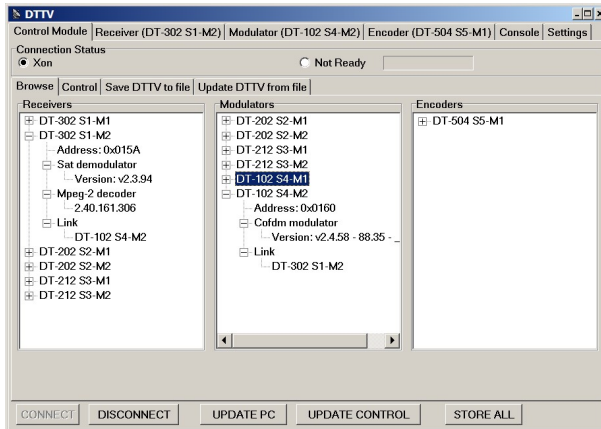 DTTV
Control Module Receiver (DT-302 S1-M2) Modulator (DT-102 S4-M2) Encoder (DT-504 S5-M1) Console Settings
Connection Status
Xon Not Ready
Browse Control Save DTTV to file Update DTTV from file
Receivers
DT-302 S1-M1
DT-302 S1-M2
Address: 0x015A
Sat demodulator
Version: v2.3.94
Mpeg-2 decoder
2.40.161.306
Link
DT-102 S4-M2
DT-202 S2-M1
DT-202 S2-M2
DT-212 S3-M1
DT-212 S3-M2
Modulators
DT-202 S2-M1
DT-202 S2-M2
DT-212 S3-M1
DT-212 S3-M2
DT-102 S4-M1
DT-102 S4-M2
Address: 0x0160
Cofdm modulator
Version: v2.4.58 - 88.35 - _
Link
DT-302 S1-M2
Encoders
DT-504 S5-M1
CONNECT DISCONNECT UPDATE PC UPDATE CONTROL STORE ALL